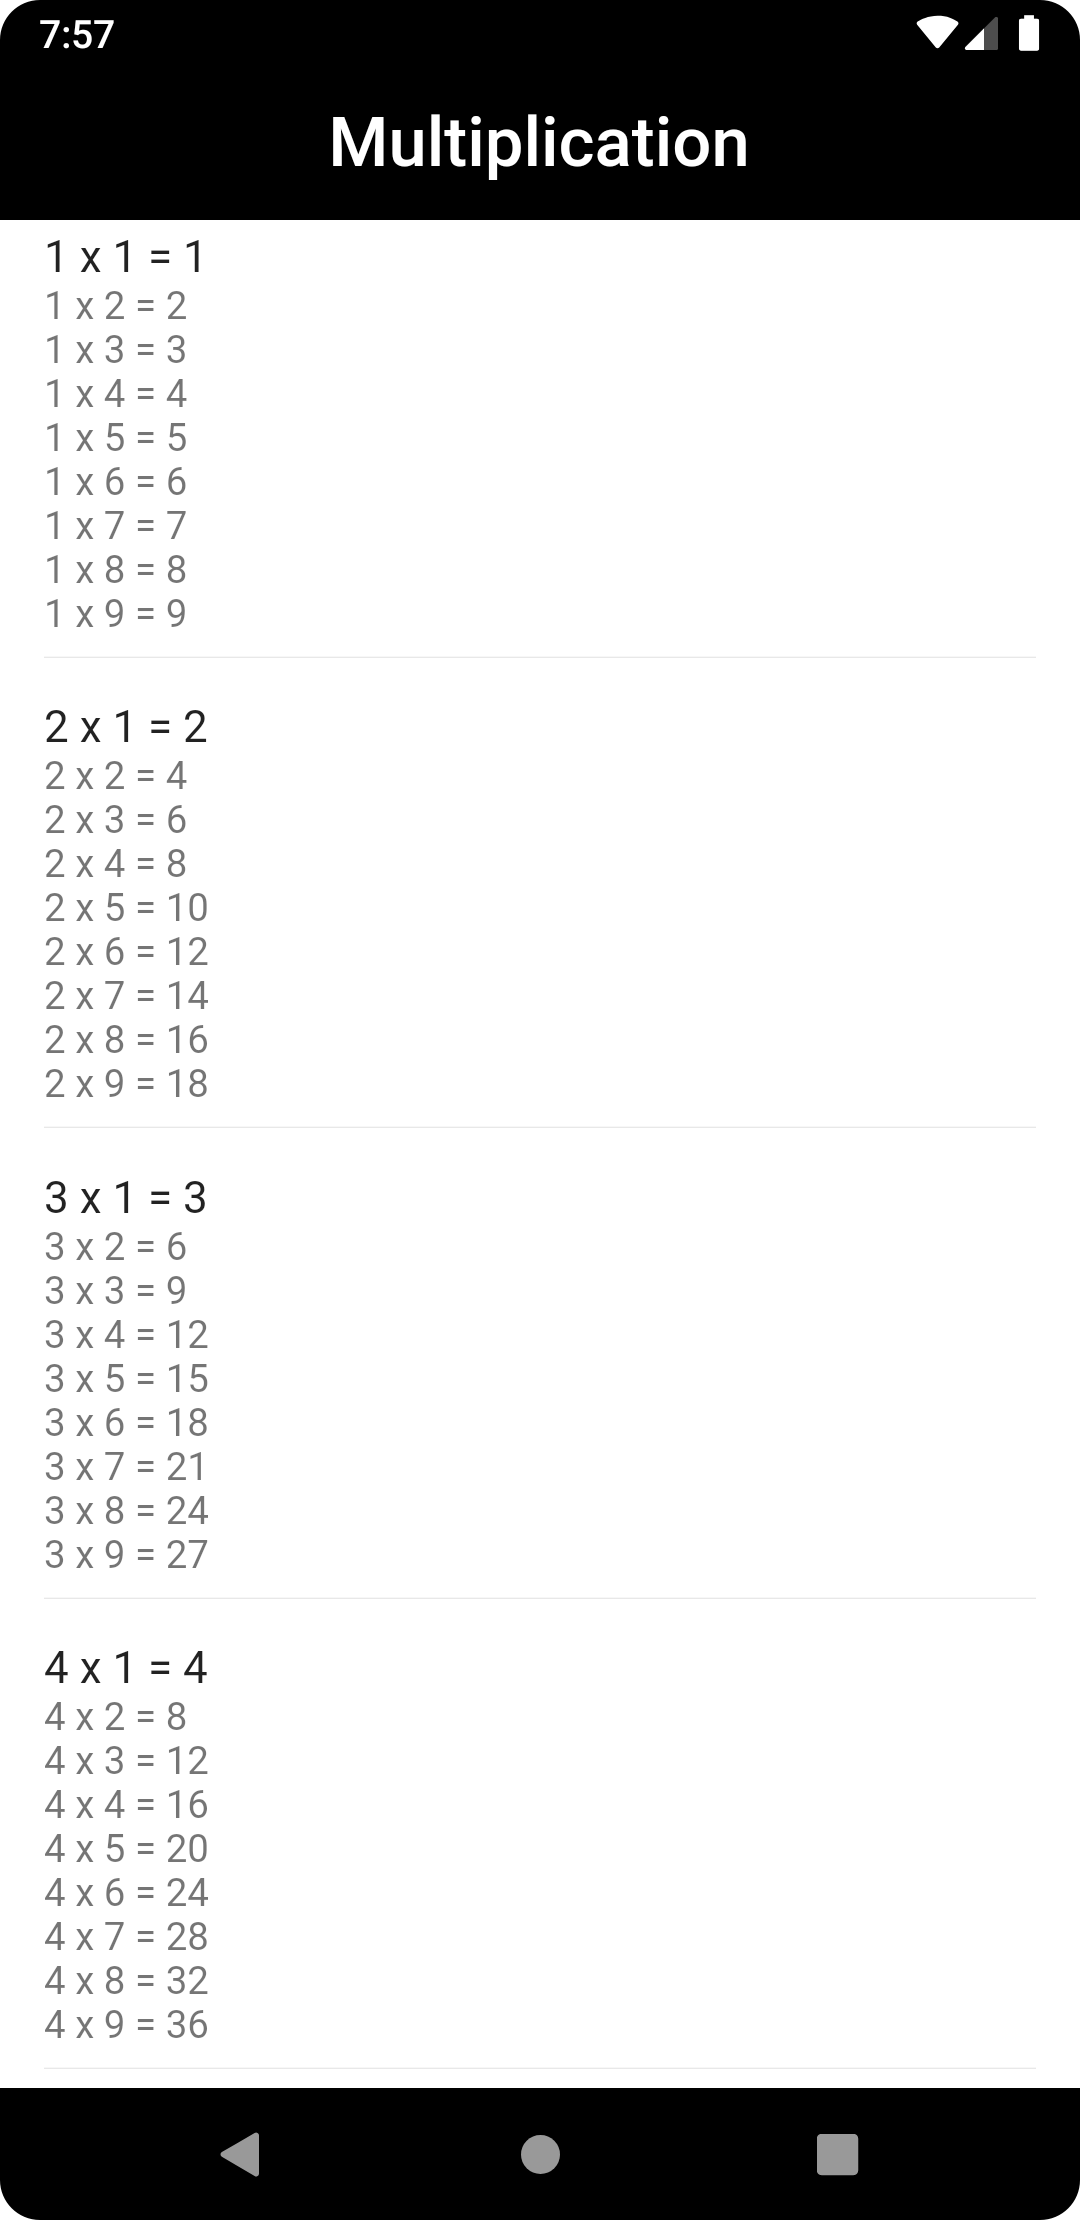 7:57
Multiplication
1 x 1 = 1
1 x 2 = 2
1 x 3 = 3
1 x 4 = 4
1 x 5 = 5
1 x 6 = 6
1 x 7 = 7
1 x 8 = 8
1 x 9 = 9
2 x 1 = 2
2 x 2 = 4
2 x 3 = 6
2 x 4 = 8
2 x 5 = 10
2 x 6 = 12
2 x 7 = 14
2 x 8 = 16
2 x 9 = 18
3 x 1 = 3
3 x 2 = 6
3 x 3 = 9
3 x 4 = 12
3 x 5 = 15
3 x 6 = 18
3 x 7 = 21
3 x 8 = 24
3 x 9 = 27
4 x 1 = 4
4 x 2 = 8
4 x 3 = 12
4 x 4 = 16
4 x 5 = 20
4 x 6 = 24
4 x 7 = 28
4 x 8 = 32
4 x 9 = 36